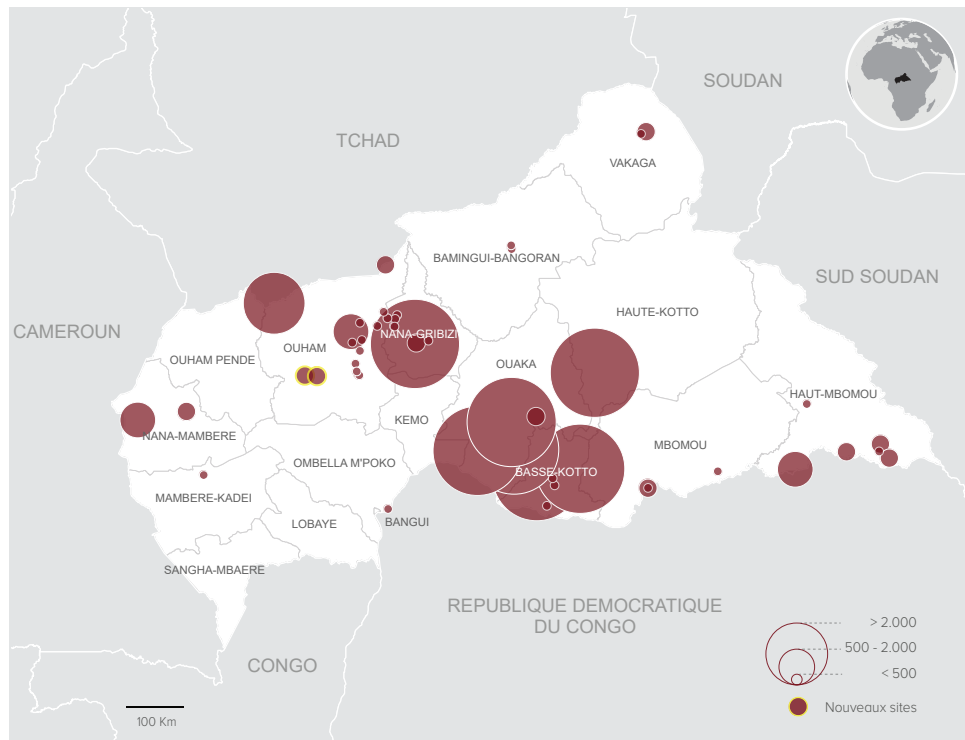 SOUDAN
TCHAD
VAKAGA
BAMINGUI-BANGORAN
SUD SOUDAN
HAUTE-KOTTO
CAMEROUN
NANA-GRIBIZI
OUHAM
OUHAM PENDE
OUAKA
HAUT-MBOMOU
KEMO
NANA-MAMBERE
MBOMOU
OMBELLA M'POKO
BASSE-KOTTO
MAMBERE-KADEI
LOBAYE
BANGUI
SANGHA-MBAERE
REPUBLIQUE DEMOCRATIQUE
DU CONGO
CONGO
> 2.000
500 - 2.000
< 500
Nouveaux sites
100 Km